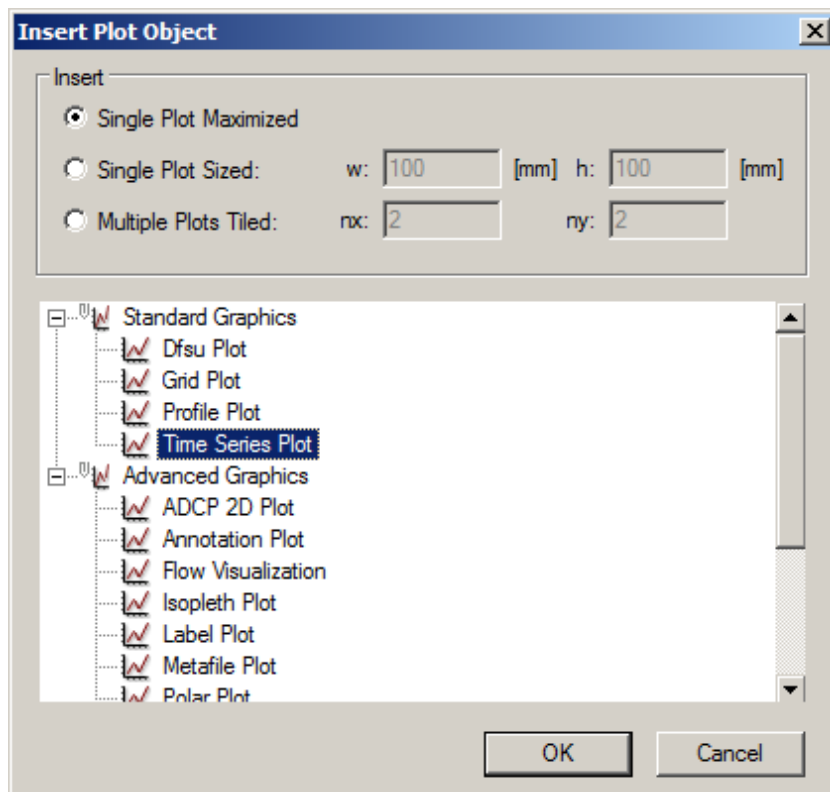 Insert Plot Object
Insert
Single Plot Maximized
Single Plot Sized: w: 100 [mm] h: 100 [mm]
Multiple Plots Tiled: nx: 2 ny: 2
Standard Graphics
Dfsu Plot
Grid Plot
Profile Plot
Time Series Plot
Advanced Graphics
ADCP 2D Plot
Annotation Plot
Flow Visualization
Isopleth Plot
Label Plot
Metafile Plot
Polar Plot
OK Cancel